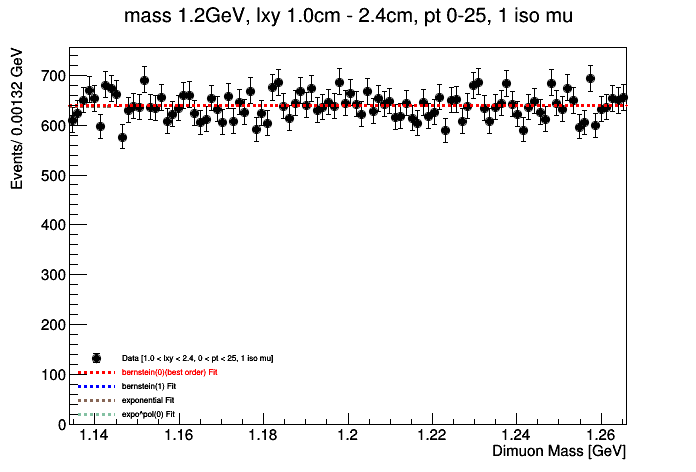 mass 1.2GeV, lxy 1.0cm - 2.4cm, pt 0-25, 1 iso mu
Events/ 0.00132 GeV
700
600
500
400
300
200
100
0
Data [1.0 < lxy < 2.4, 0 < pt < 25, 1 iso mu]
bernstein(0)(best order) Fit
bernstein(1) Fit
exponential Fit
expo*pol(0) Fit
1.14 1.16 1.18 1.2 1.22 1.24 1.26
Dimuon Mass [GeV]